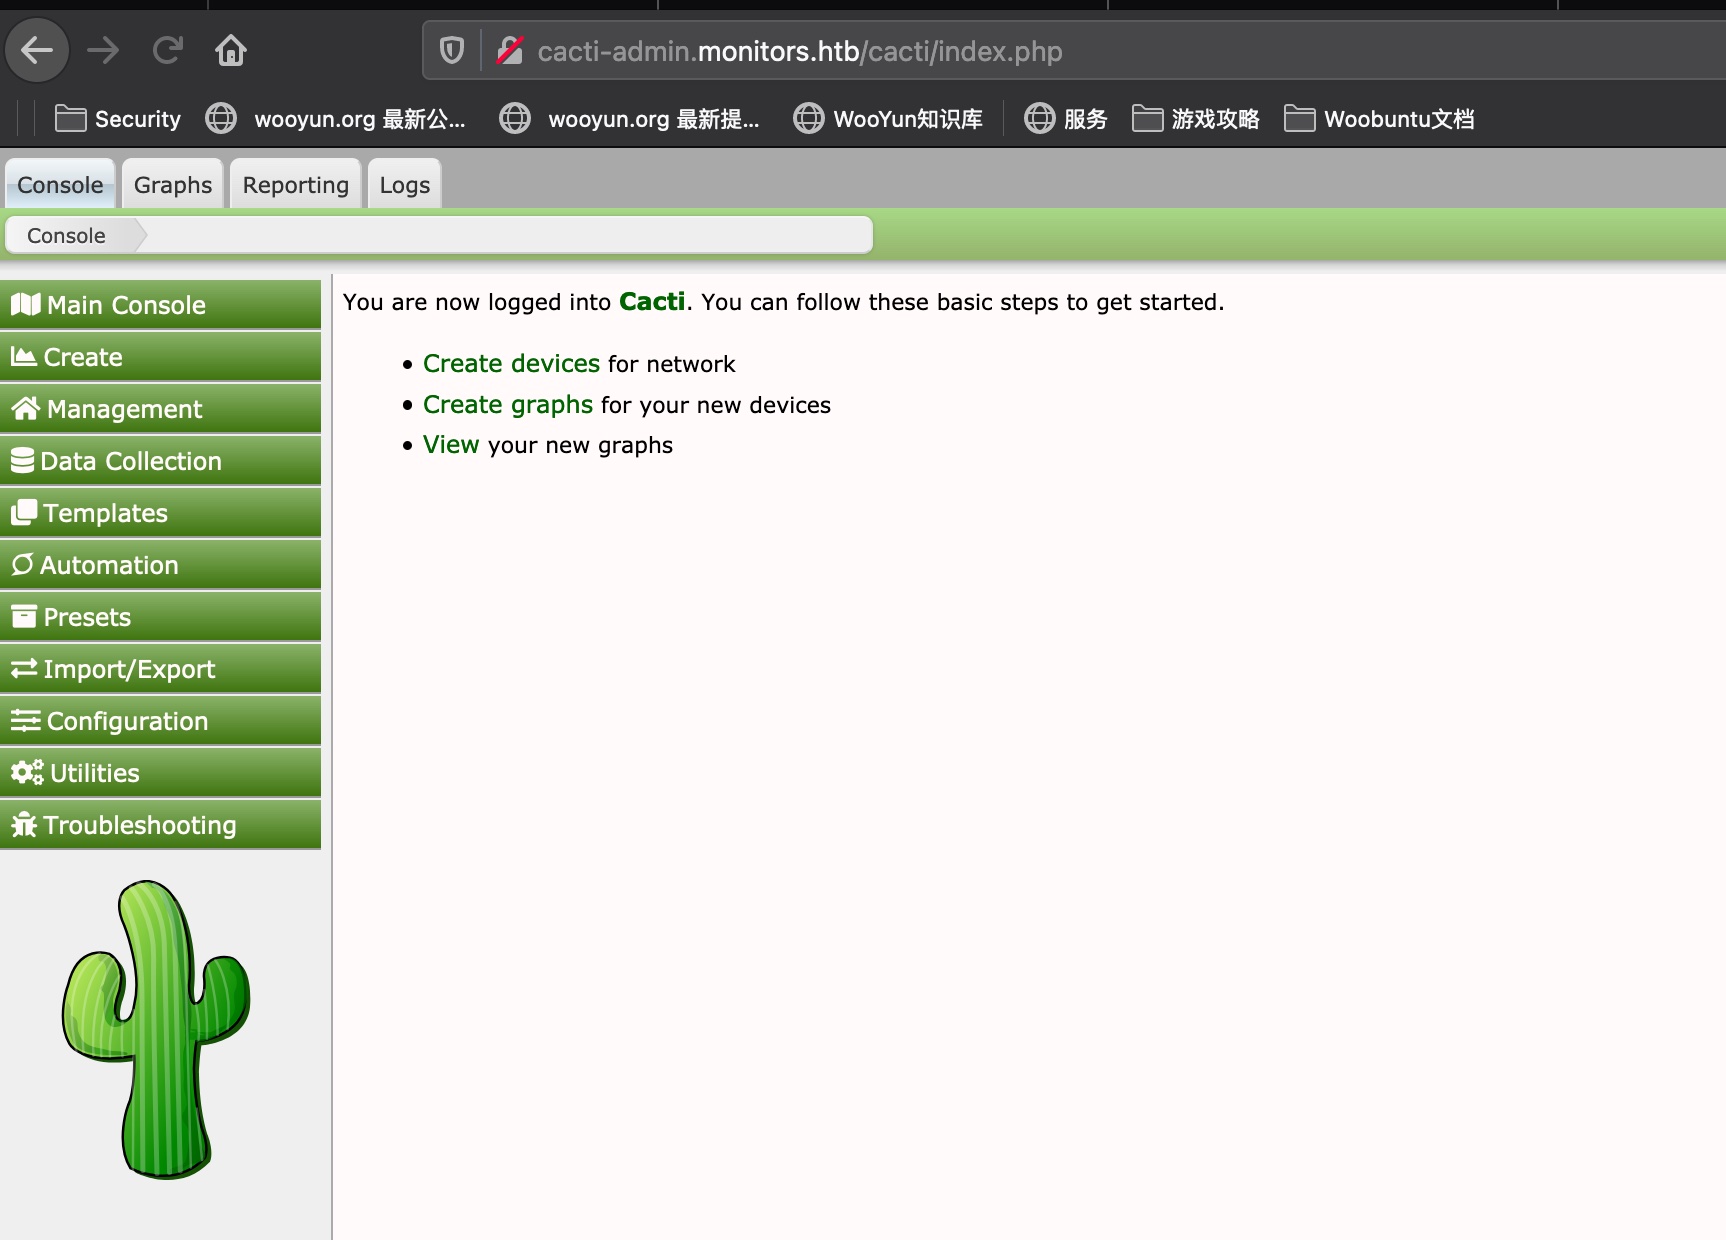 cacti-admin.monitors.htb/cacti/index.php
Security wooyun.org 最新公... wooyun.org 最新提... WooYun知识库 服务 游戏攻略 Woobuntu文档
Console Graphs Reporting Logs
Console
Main Console
Create
Management
Data Collection
Templates
Automation
Presets
Import/Export
Configuration
Utilities
Troubleshooting
You are now logged into Cacti. You can follow these basic steps to get started.
• Create devices for network
• Create graphs for your new devices
• View your new graphs